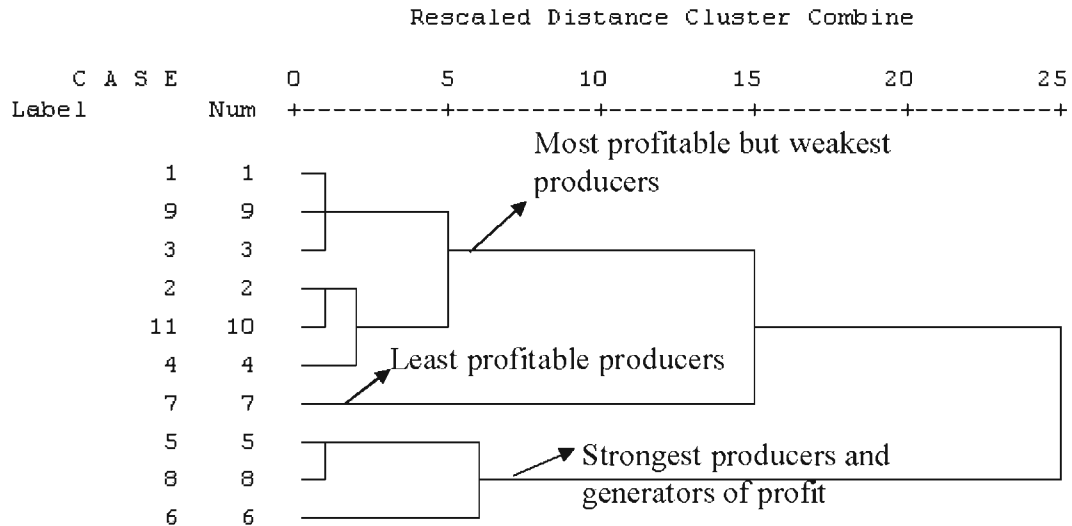 Rescaled Distance Cluster Combine
C A S E 0 5 10 15 20 25
Label Num +---------+---------+---------+---------+---------+
Most profitable but weakest
producers
1 1
9 9
3 3
2 2
11 10
4 4
Least profitable producers
7 7
5 5
Strongest producers and
8 8
generators of profit
6 6